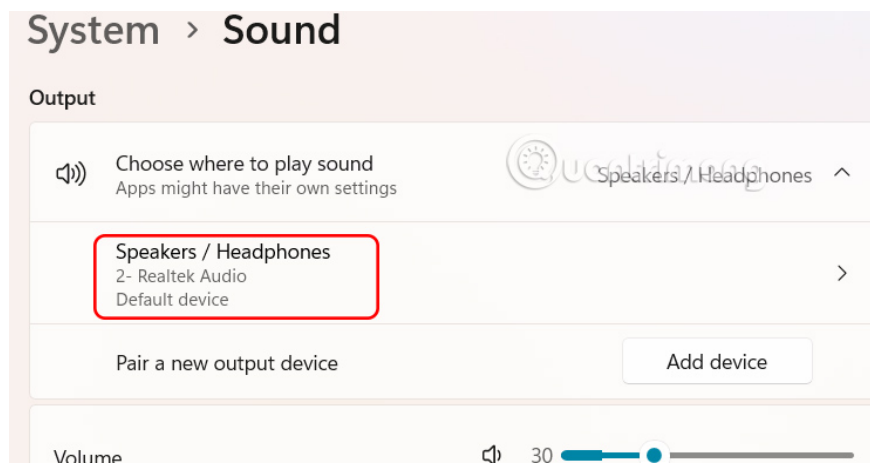 System > Sound
Output
Choose where to play sound
Apps might have their own settings
Speakers / Headphones
Speakers / Headphones
2- Realtek Audio
Default device
Pair a new output device
Add device
Volume
30